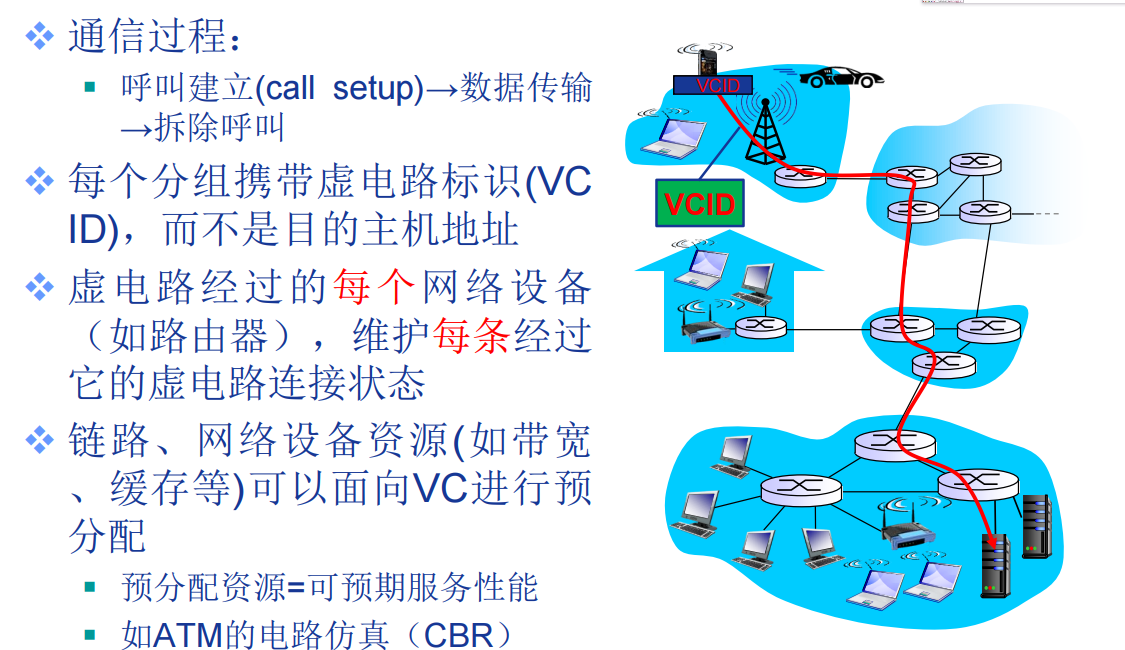 通信过程：
呼叫建立(call setup)→数据传输
→拆除呼叫
每个分组携带虚电路标识(VC
ID)，而不是目的主机地址
虚电路经过的每个网络设备
（如路由器），维护每条经过
它的虚电路连接状态
链路、网络设备资源(如带宽
、缓存等)可以面向VC进行预
分配
预分配资源=可预期服务性能
如ATM的电路仿真（CBR）
VCID
VCID